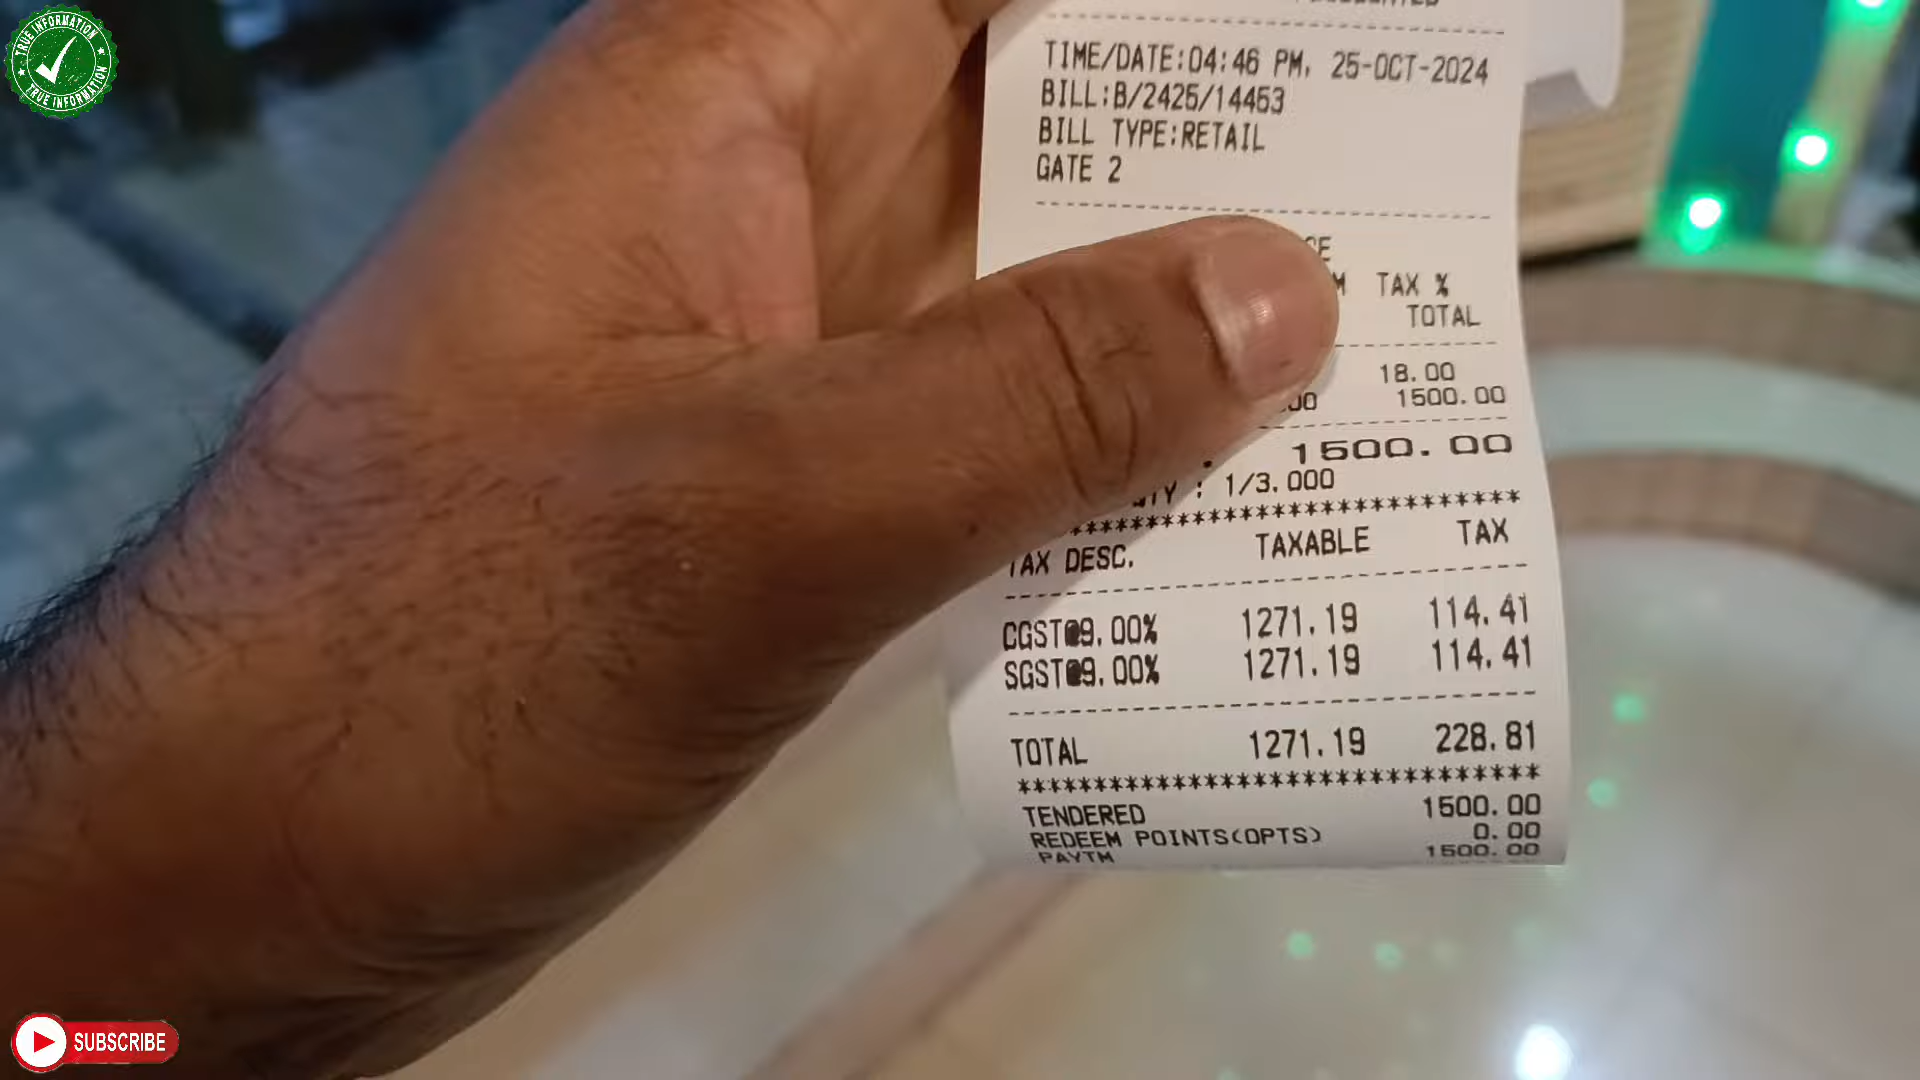 TRUE INFORMATION
TRUE INFORMATION
TIME/DATE:04:46 PM, 25-OCT-2024
BILL:B/2425/14453
BILL TYPE:RETAIL
GATE 2
TAX %
TOTAL
18.00
1500.00
1500.00
: 1/3.000
*********************************
TAX DESC. TAXABLE TAX
CGST@9.00% 1271.19 114.41
SGST@9.00% 1271.19 114.41
TOTAL 1271.19 228.81
*********************************
TENDERED 1500.00
REDEEM POINTS(0PTS) 0.00
PAYTM 1500.00
SUBSCRIBE